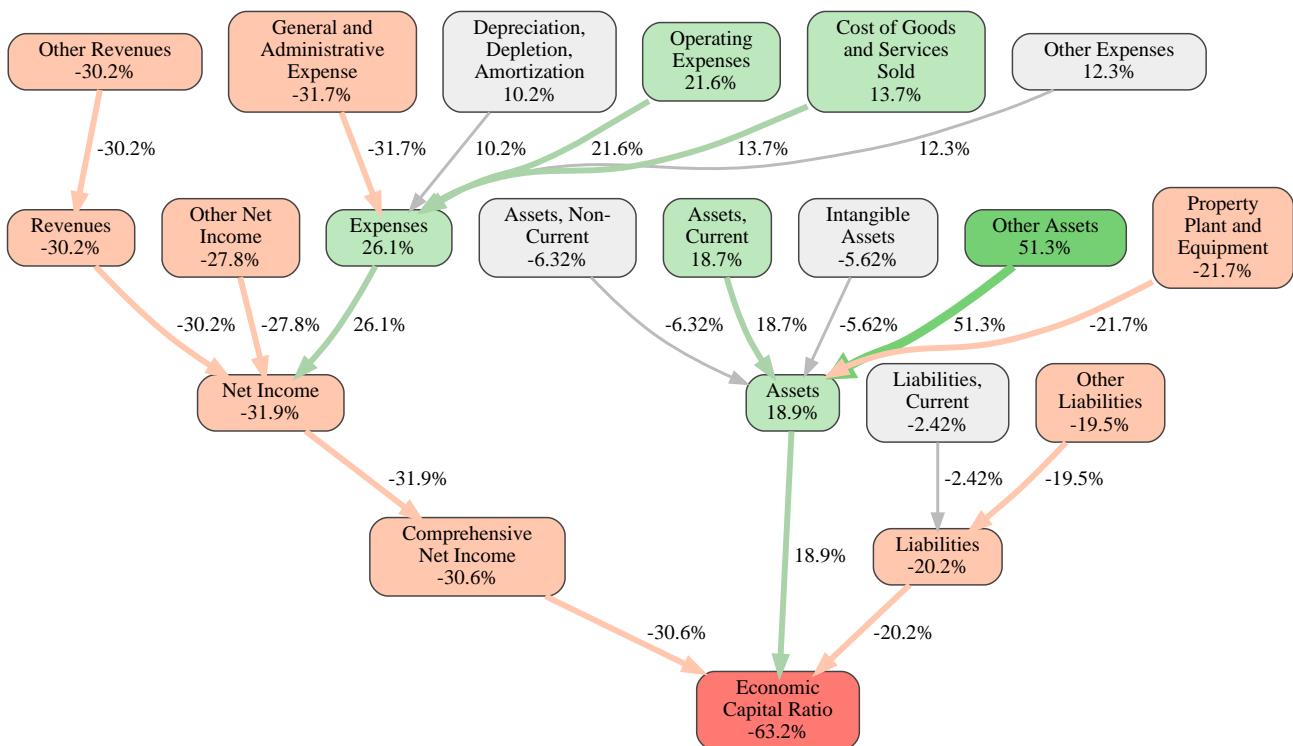 Other Revenues
-30.2%
General and
Administrative
Expense
-31.7%
Depreciation,
Depletion,
Amortization
10.2%
Operating
Expenses
21.6%
Cost of Goods
and Services
Sold
13.7%
Other Expenses
12.3%
-30.2%
-31.7%
10.2%
21.6%
13.7%
12.3%
Revenues
-30.2%
Other Net
Income
-27.8%
Expenses
26.1%
Assets, Non-
Current
-6.32%
Assets,
Current
18.7%
Intangible
Assets
-5.62%
Other Assets
51.3%
Property
Plant and
Equipment
-21.7%
-30.2%
-27.8%
26.1%
-6.32%
18.7%
-5.62%
51.3%
-21.7%
Net Income
-31.9%
Assets
18.9%
Liabilities,
Current
-2.42%
Other
Liabilities
-19.5%
-31.9%
-2.42%
-19.5%
Comprehensive
Net Income
-30.6%
18.9%
Liabilities
-20.2%
-30.6%
-20.2%
Economic
Capital Ratio
-63.2%